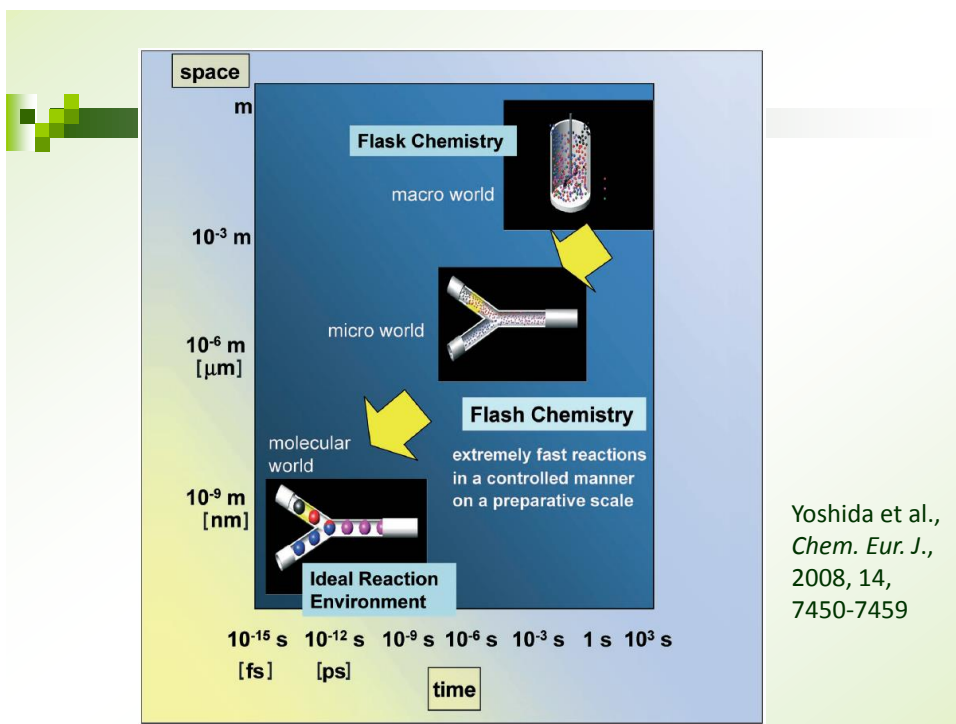 space
m
Flask Chemistry
macro world
10⁻³ m
micro world
10⁻⁶ m
[μm]
Flash Chemistry
extremely fast reactions
in a controlled manner
on a preparative scale
molecular
world
10⁻⁹ m
[nm]
Ideal Reaction
Environment
10⁻¹⁵ s 10⁻¹² s 10⁻⁹ s 10⁻⁶ s 10⁻³ s 1 s 10³ s
[fs] [ps]
time
Yoshida et al.,
Chem. Eur. J.,
2008, 14,
7450-7459